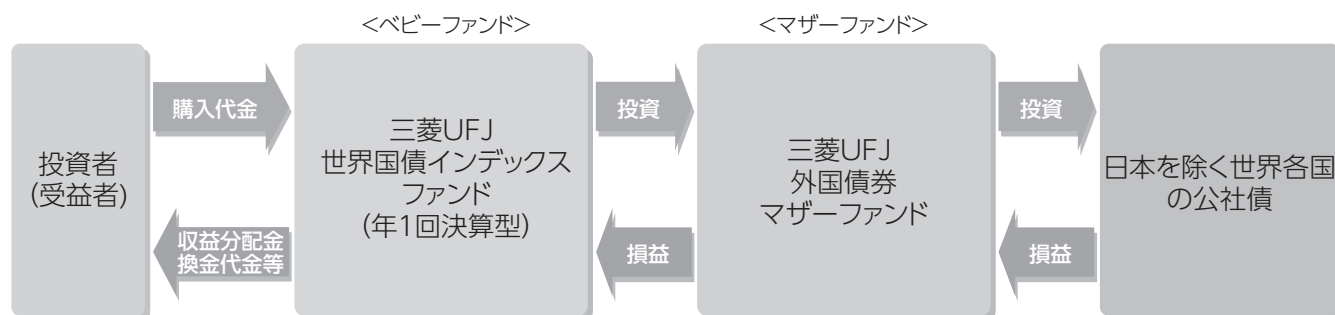 <ベビーファンド>
<マザーファンド>
投資者
(受益者)
購入代金
収益分配金
換金代金等
三菱UFJ
世界国債インデックス
ファンド
(年1回決算型)
投資
損益
三菱UFJ
外国債券
マザーファンド
投資
損益
日本を除く世界各国
の公社債